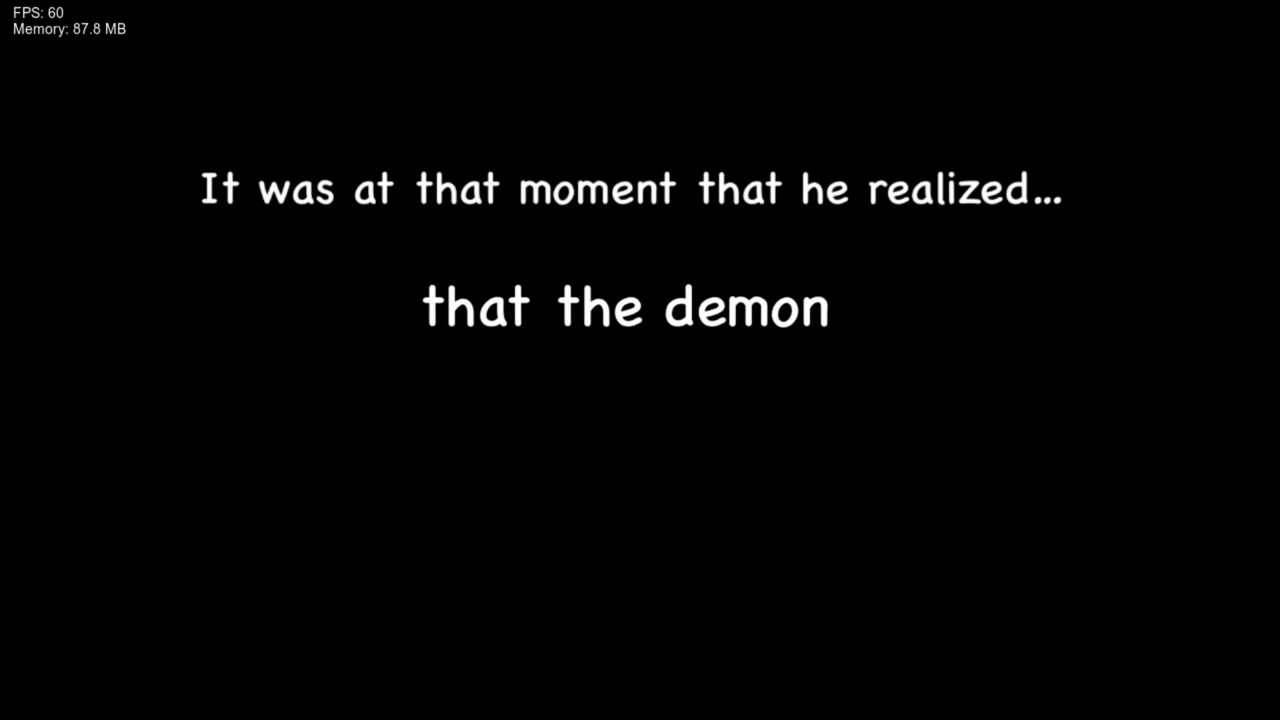 FPS: 60
Memory: 87.8 MB
It was at that moment that he realized...
that the demon